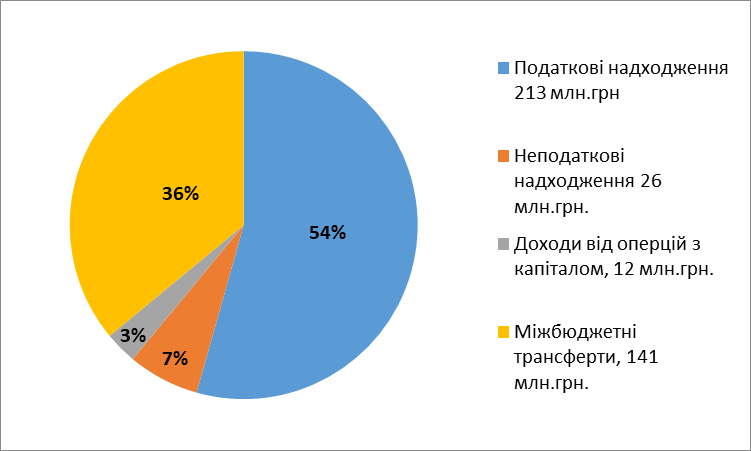 36%
54%
3%
7%
Податкові надходження
213 млн.грн
Неподаткові
надходження 26
млн.грн.
Доходи від оперцій з
капіталом, 12 млн.грн.
Міжбюджетні
трансферти, 141
млн.грн.